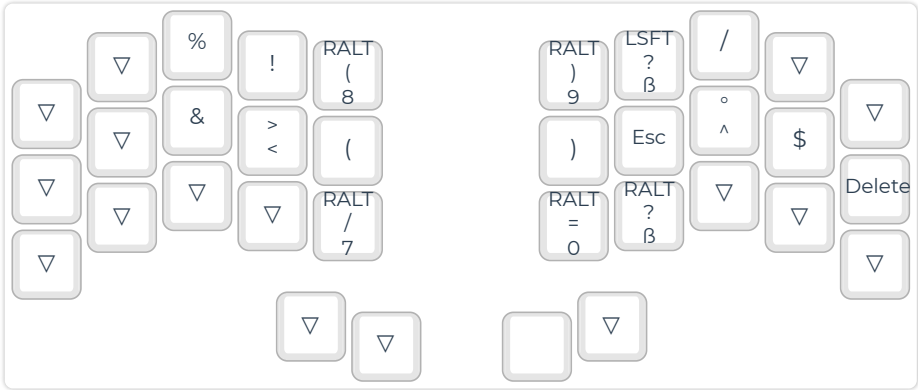 ▽ ▽ % ! RALT ( 8
RALT ) 9 LSFT ? ß / ▽ ▽
▽ ▽ & > < (
) Esc ° ^ $ Delete
▽ ▽ ▽ ▽ RALT / 7
RALT = 0 RALT ? ß ▽ ▽ ▽
▽ ▽ ▽